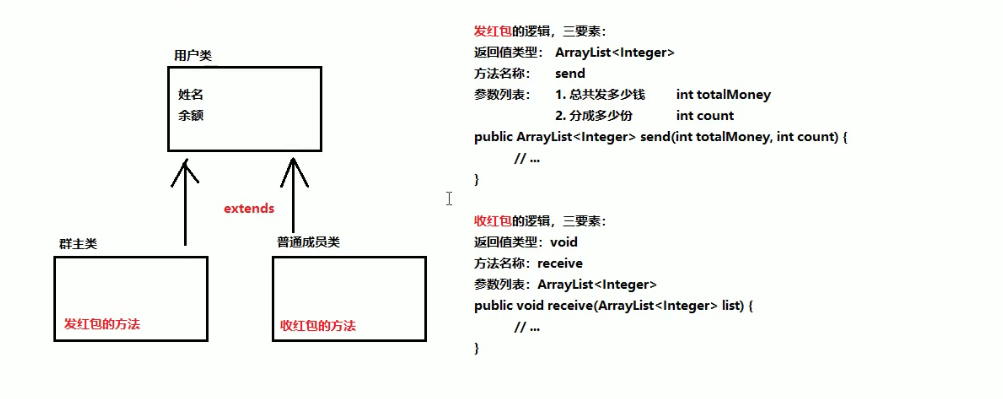 用户类
姓名
余额
extends
群主类
普通成员类
发红包的方法
收红包的方法
发红包的逻辑，三要素：
返回值类型： ArrayList<Integer>
方法名称： send
参数列表： 1. 总共发多少钱 int totalMoney
2. 分成多少份 int count
public ArrayList<Integer> send(int totalMoney, int count) {
// ...
}
收红包的逻辑，三要素：
返回值类型：void
方法名称：receive
参数列表：ArrayList<Integer>
public void receive(ArrayList<Integer> list) {
// ...
}